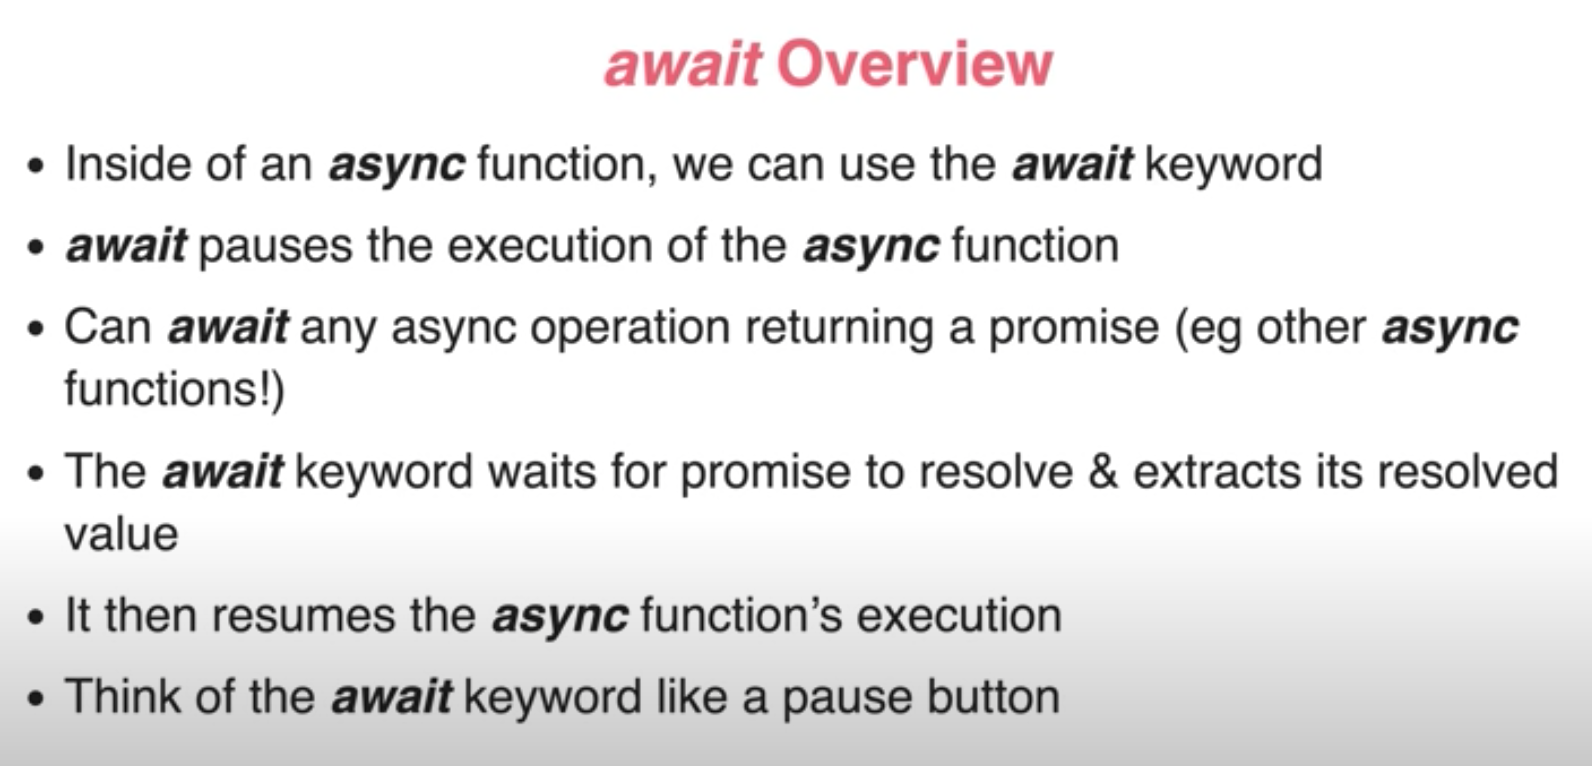 await Overview
• Inside of an async function, we can use the await keyword
• await pauses the execution of the async function
• Can await any async operation returning a promise (eg other async
functions!)
• The await keyword waits for promise to resolve & extracts its resolved
value
• It then resumes the async function’s execution
• Think of the await keyword like a pause button